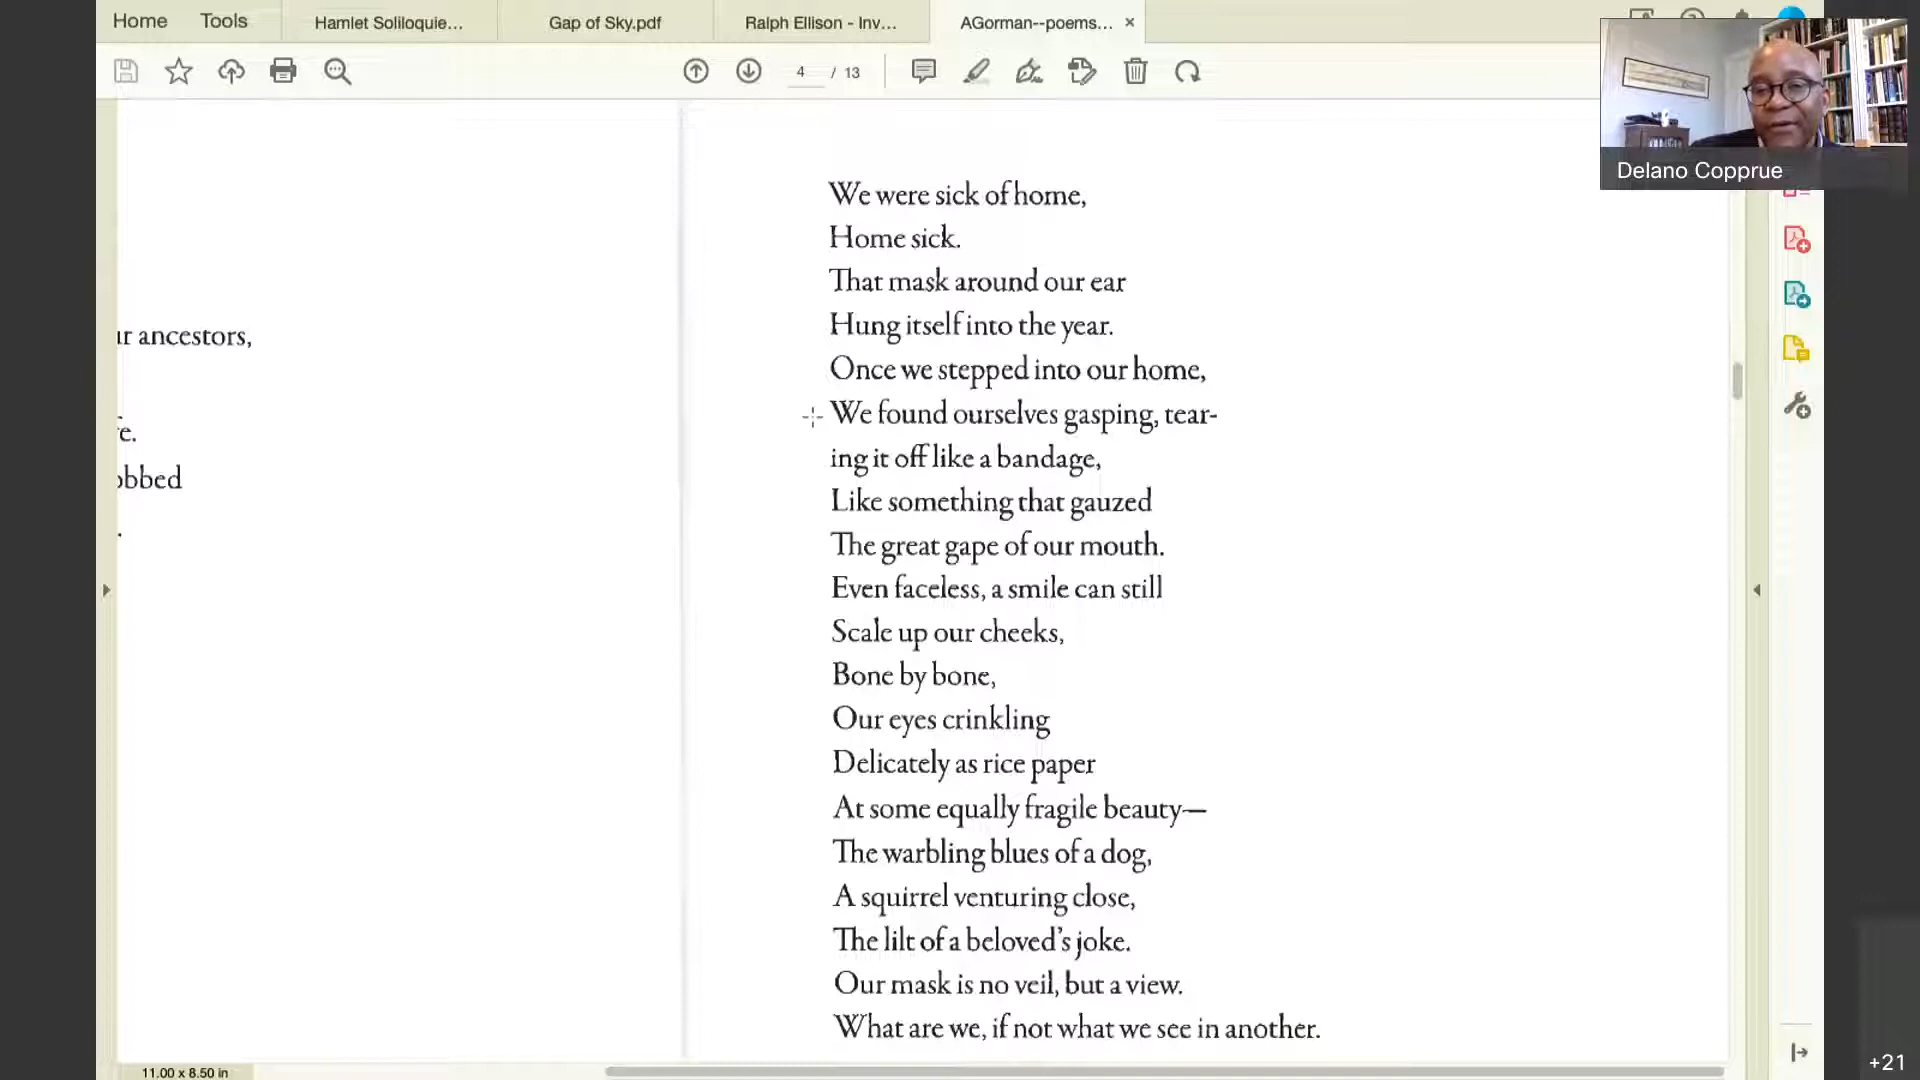 Home Tools Hamlet Soliloquie... Gap of Sky.pdf Ralph Ellison - Inv... AGorman--poems... ×
4 / 13
Delano Copprue
ur ancestors,
obbed
We were sick of home,
Home sick.
That mask around our ear
Hung itself into the year.
Once we stepped into our home,
We found ourselves gasping, tear-
ing it off like a bandage,
Like something that gauzed
The great gape of our mouth.
Even faceless, a smile can still
Scale up our cheeks,
Bone by bone,
Our eyes crinkling
Delicately as rice paper
At some equally fragile beauty—
The warbling blues of a dog,
A squirrel venturing close,
The lilt of a beloved's joke.
Our mask is no veil, but a view.
What are we, if not what we see in another.
11.00 x 8.50 in
+21